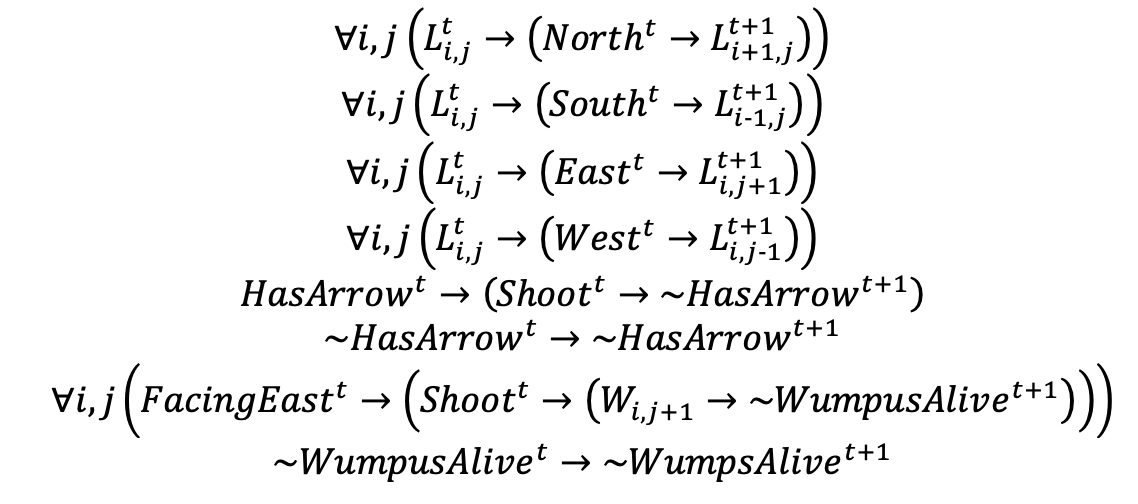 ∀i,j(L^t_{i,j} → (North^t → L^{t+1}_{i+1,j}))
∀i,j(L^t_{i,j} → (South^t → L^{t+1}_{i-1,j}))
∀i,j(L^t_{i,j} → (East^t → L^{t+1}_{i,j+1}))
∀i,j(L^t_{i,j} → (West^t → L^{t+1}_{i,j-1}))
HasArrow^t → (Shoot^t → ~HasArrow^{t+1})
~HasArrow^t → ~HasArrow^{t+1}
∀i,j(FacingEast^t → (Shoot^t → (W_{i,j+1} → ~WumpusAlive^{t+1})))
~WumpusAlive^t → ~WumpsAlive^{t+1}